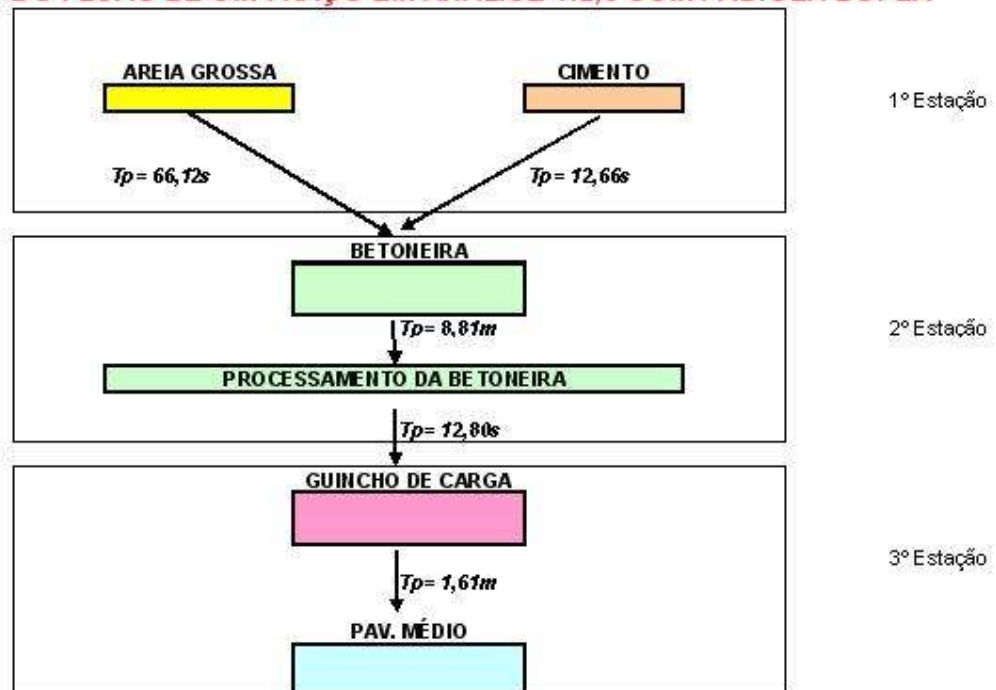 AREIA GROSSA
CIMENTO
1º Estação
Tp= 66,12s
Tp= 12,66s
BETONEIRA
Tp= 8,81m
2º Estação
PROCESSAMENTO DA BETONEIRA
Tp= 12,80s
GUINCHO DE CARGA
3º Estação
Tp= 1,61m
PAV. MÉDIO